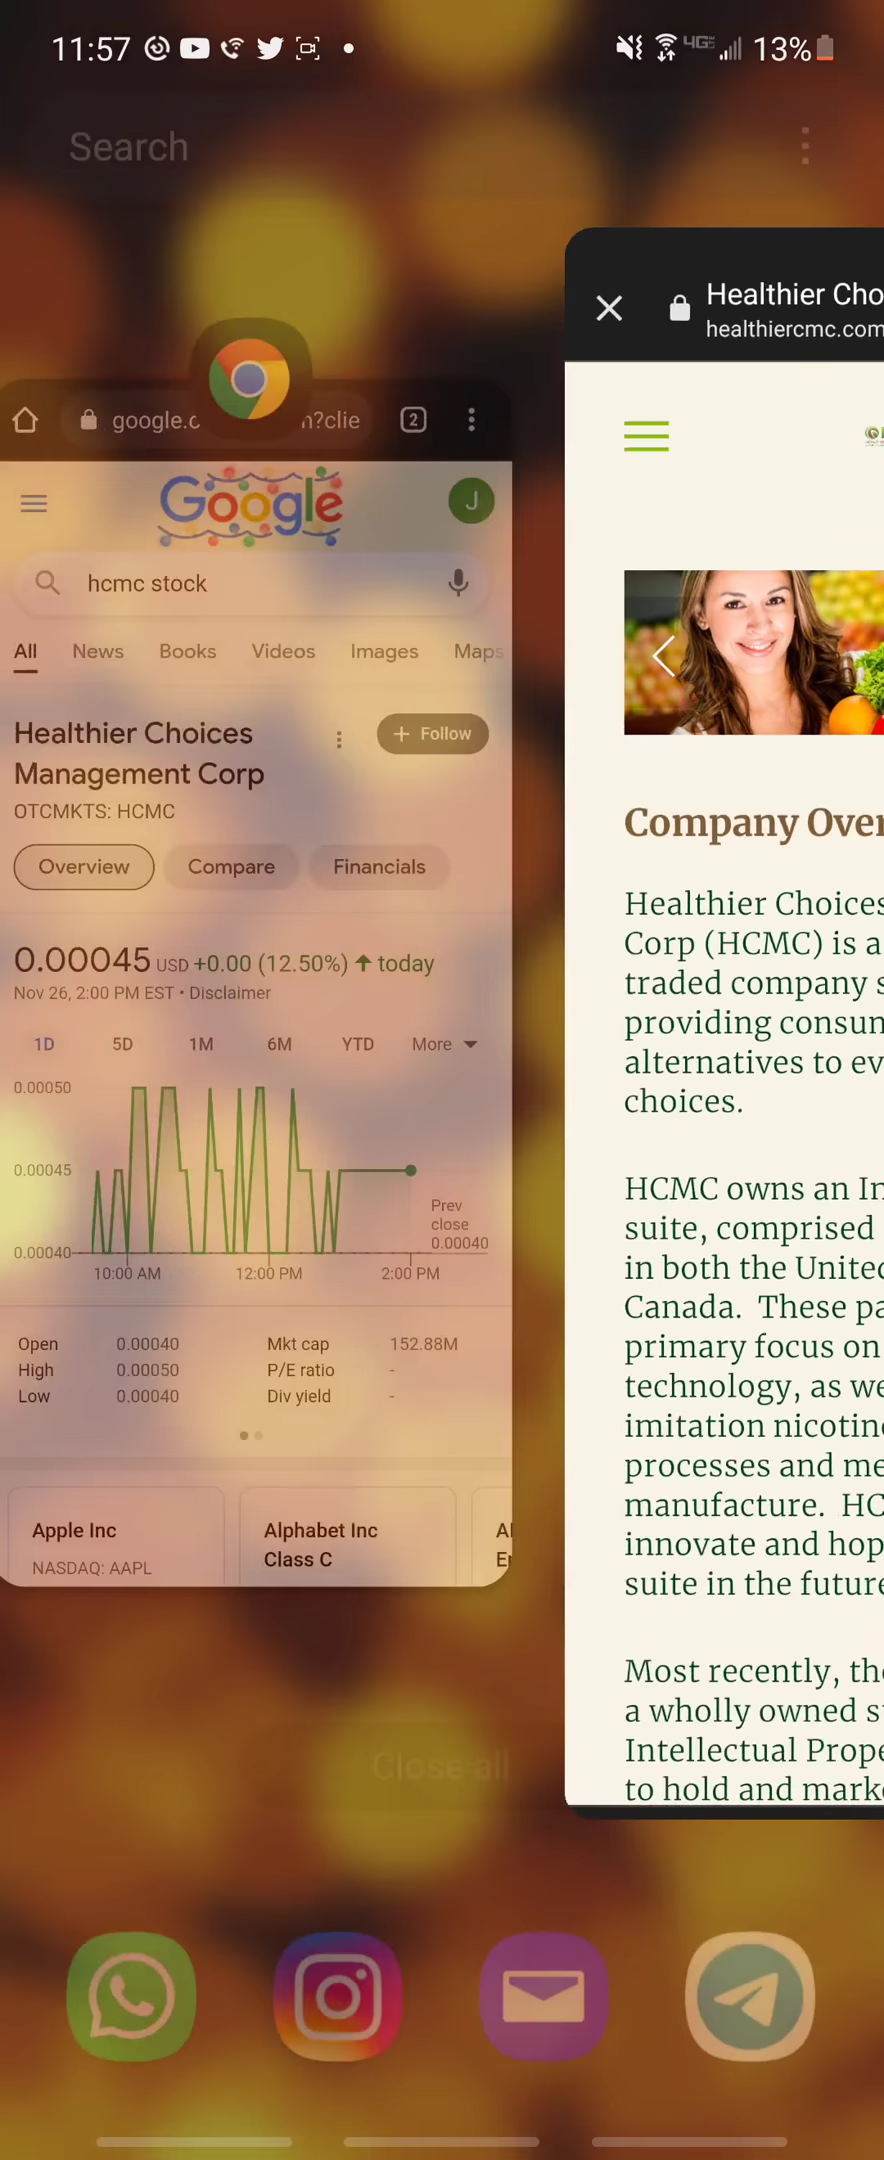 11:57
4G
13%
Search
google.c
n?clie
2
Google
J
hcmc stock
All News Books Videos Images Maps
Healthier Choices
Management Corp
+ Follow
OTCMKTS: HCMC
Overview Compare Financials
0.00045 USD +0.00 (12.50%) ↑ today
Nov 26, 2:00 PM EST • Disclaimer
1D 5D 1M 6M YTD More
0.00050
0.00045
0.00040
Prev
close
0.00040
10:00 AM 12:00 PM 2:00 PM
Open 0.00040 Mkt cap 152.88M
High 0.00050 P/E ratio -
Low 0.00040 Div yield -
Apple Inc
NASDAQ: AAPL
Alphabet Inc
Class C
Healthier Cho
healthiercmc.com
Company Over
Healthier Choices
Corp (HCMC) is a
traded company s
providing consun
alternatives to ev
choices.
HCMC owns an In
suite, comprised
in both the United
Canada. These pa
primary focus on
technology, as we
imitation nicotine
processes and me
manufacture. HC
innovate and hop
suite in the future
Most recently, the
a wholly owned s
Intellectual Prope
to hold and marke
Close all